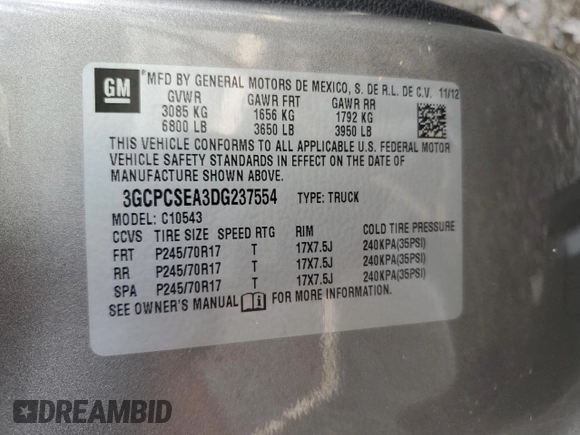 GM
*MFD BY GENERAL MOTORS DE MEXICO, S. DE R.L. DE C.V. 11/12
GVWR GAWR FRT GAWR RR
3085 KG 1656 KG 1792 KG
6800 LB 3650 LB 3950 LB
THIS VEHICLE CONFORMS TO ALL APPLICABLE U.S. FEDERAL MOTOR
VEHICLE SAFETY STANDARDS IN EFFECT ON THE DATE OF
MANUFACTURE SHOWN ABOVE.
3GCPCSEA3DG237554 TYPE: TRUCK
MODEL: C10543
CCVS TIRE SIZE SPEED RTG RIM COLD TIRE PRESSURE
FRT P245/70R17 T 17X7.5J 240KPA(35PSI)
RR P245/70R17 T 17X7.5J 240KPA(35PSI)
SPA P245/70R17 T 17X7.5J 240KPA(35PSI)
SEE OWNER'S MANUAL FOR MORE INFORMATION.
DREAMBID